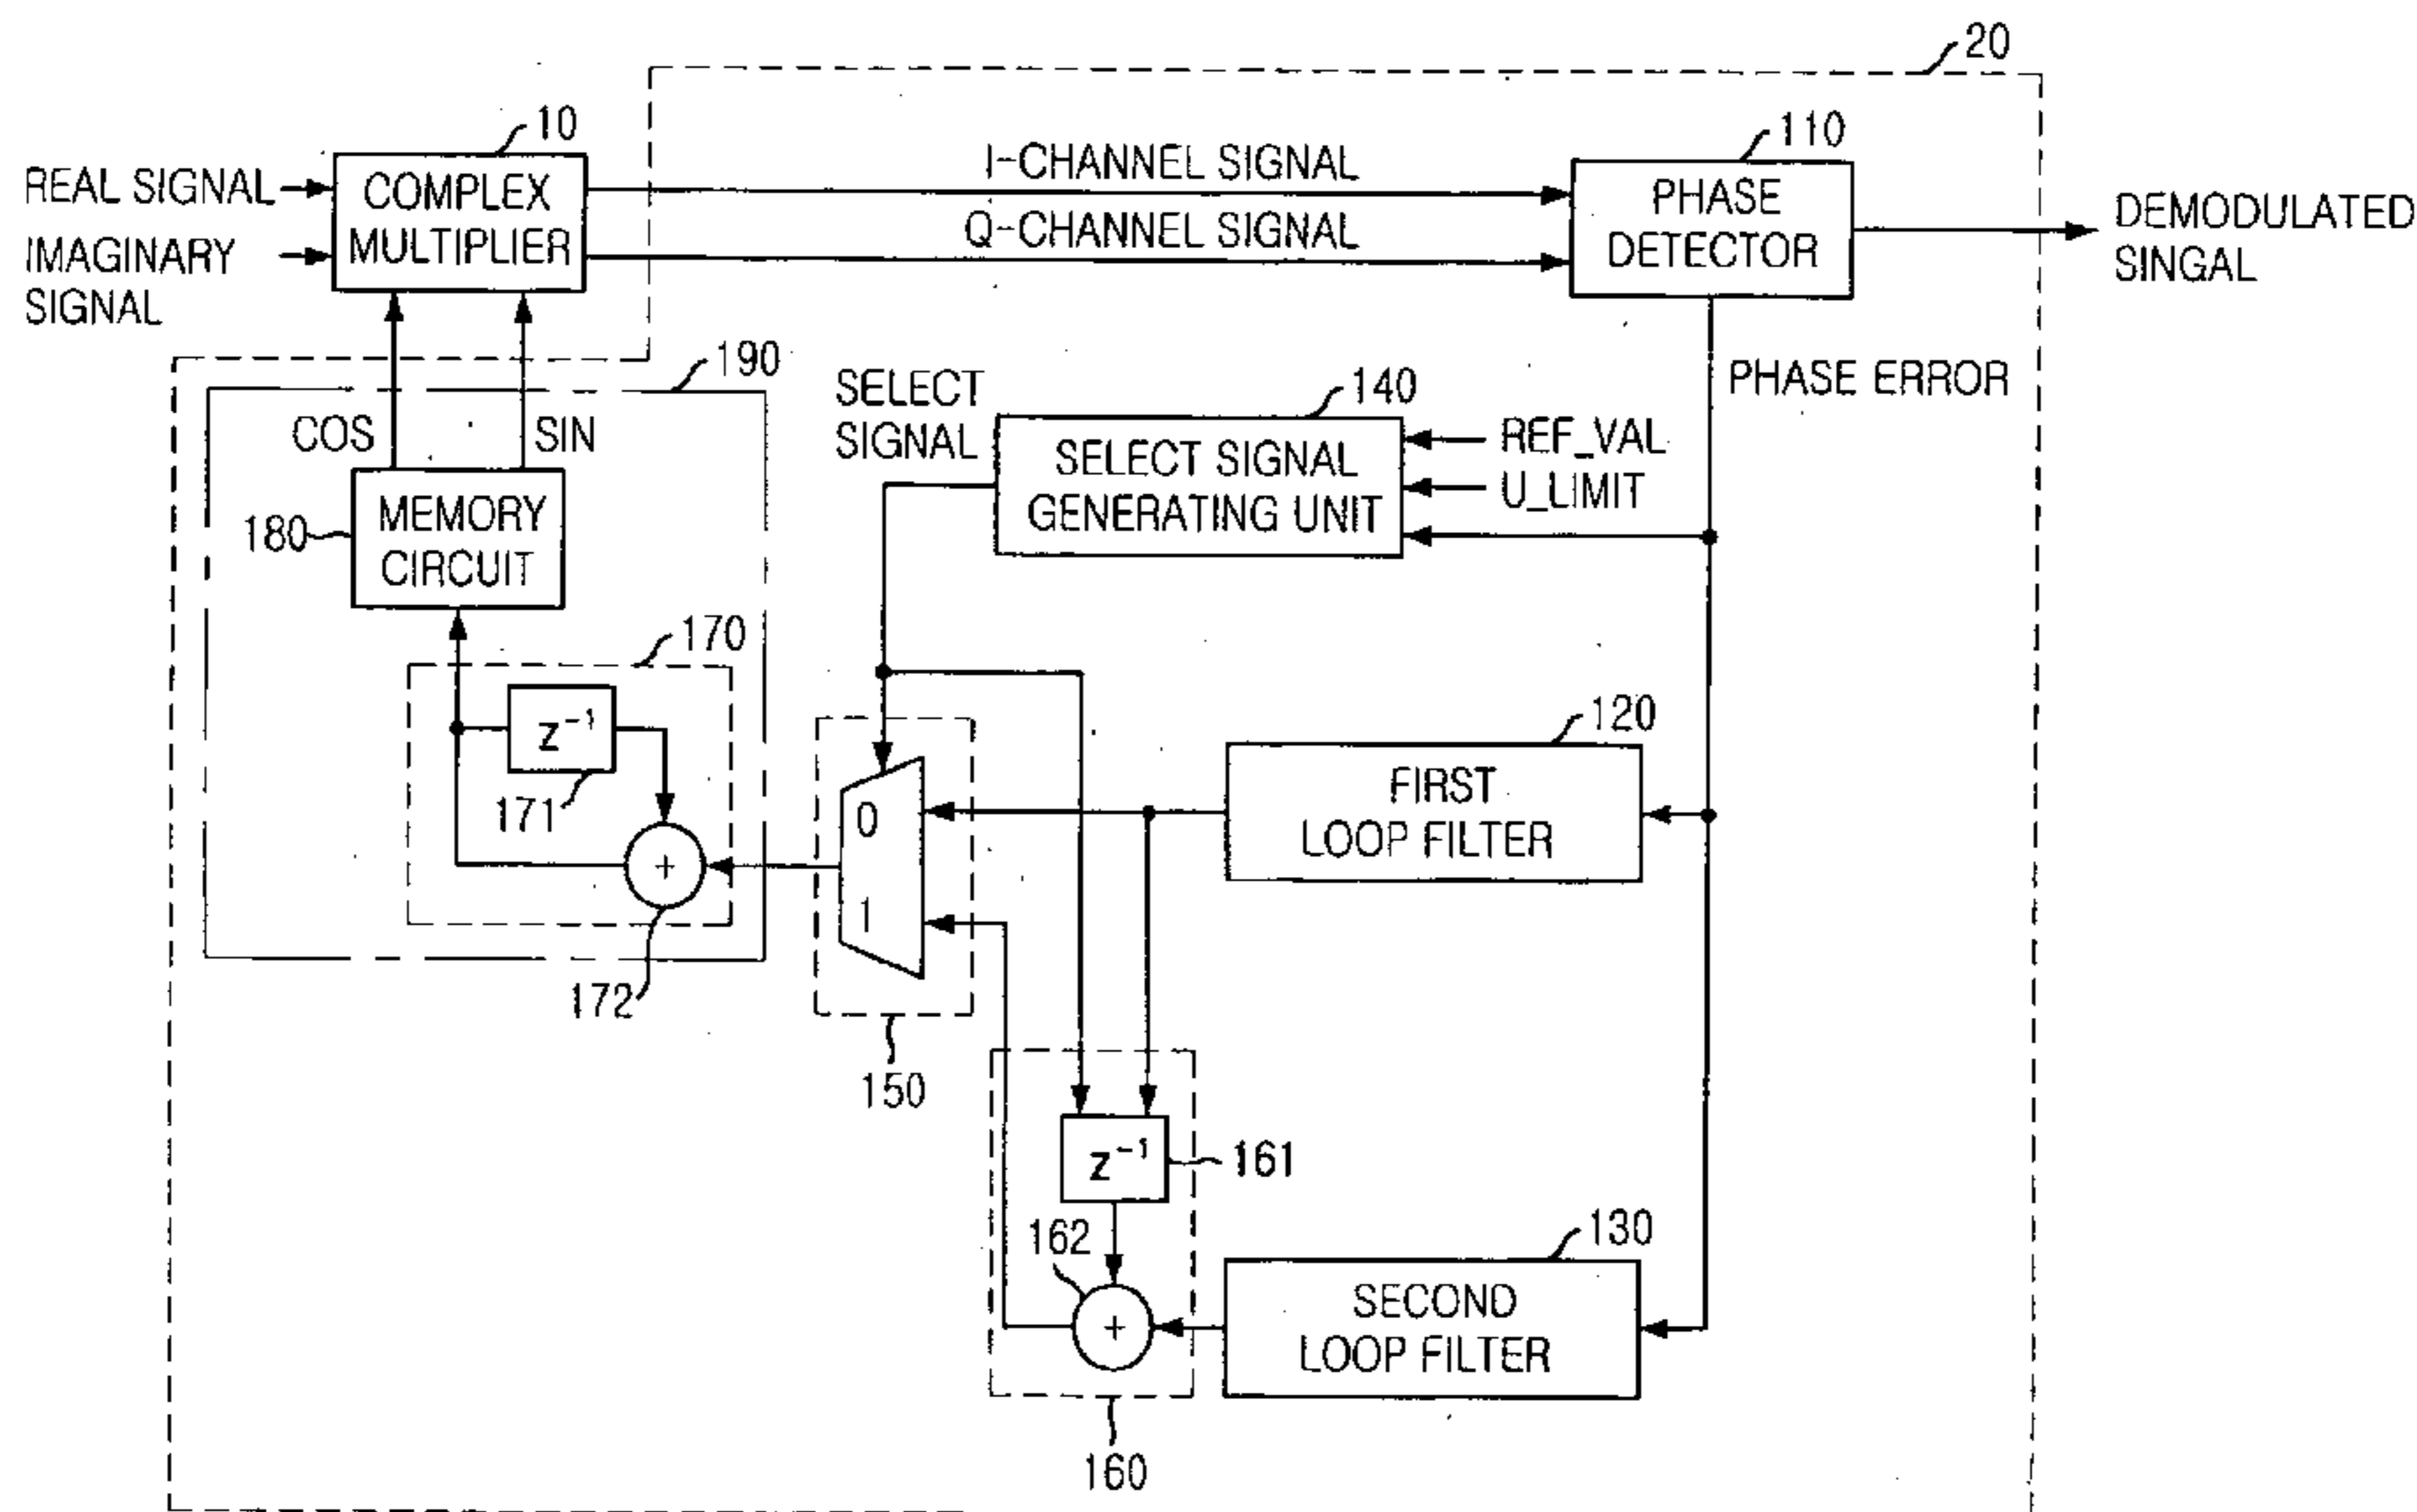 20
10
110
REAL SIGNAL
COMPLEX
MULTIPLIER
I-CHANNEL SIGNAL
Q-CHANNEL SIGNAL
PHASE
DETECTOR
DEMODULATED
SINGAL
IMAGINARY
SIGNAL
190
PHASE ERROR
SELECT
SIGNAL
140
COS
SIN
SELECT SIGNAL
GENERATING UNIT
REF_VAL
U_LIMIT
180
MEMORY
CIRCUIT
170
120
z⁻¹
171
0
1
FIRST
LOOP FILTER
+
172
150
z⁻¹
161
162
130
+
SECOND
LOOP FILTER
160